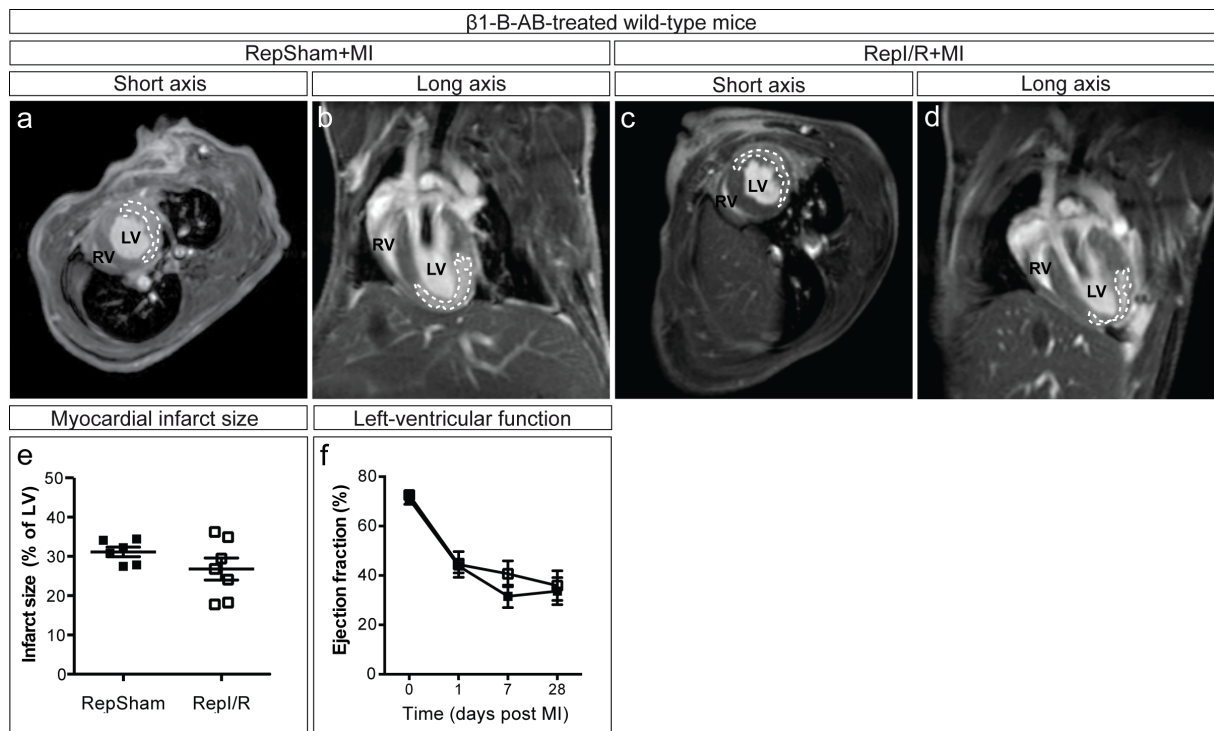 β1-B-AB-treated wild-type mice
RepSham+MI
RepI/R+MI
Short axis
Long axis
Short axis
Long axis
a
LV
RV
b
RV
LV
c
LV
RV
d
RV
LV
Myocardial infarct size
Left-ventricular function
e
Infarct size (% of LV)
50
40
30
20
10
0
RepSham
RepI/R
f
Ejection fraction (%)
80
60
40
20
0
0 1 7 28
Time (days post MI)